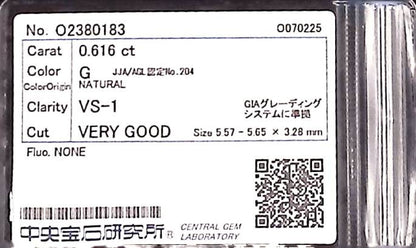 No. O2380183 O070225
Carat 0.616 ct
Color G JJA/AGL認定No.204
ColorOrigin NATURAL
Clarity VS-1 GIAグレーディング
システムに準拠
Cut VERY GOOD Size 5.57 - 5.65 × 3.28 mm
Fluo. NONE
中央宝石研究所® CENTRAL GEM
LABORATORY